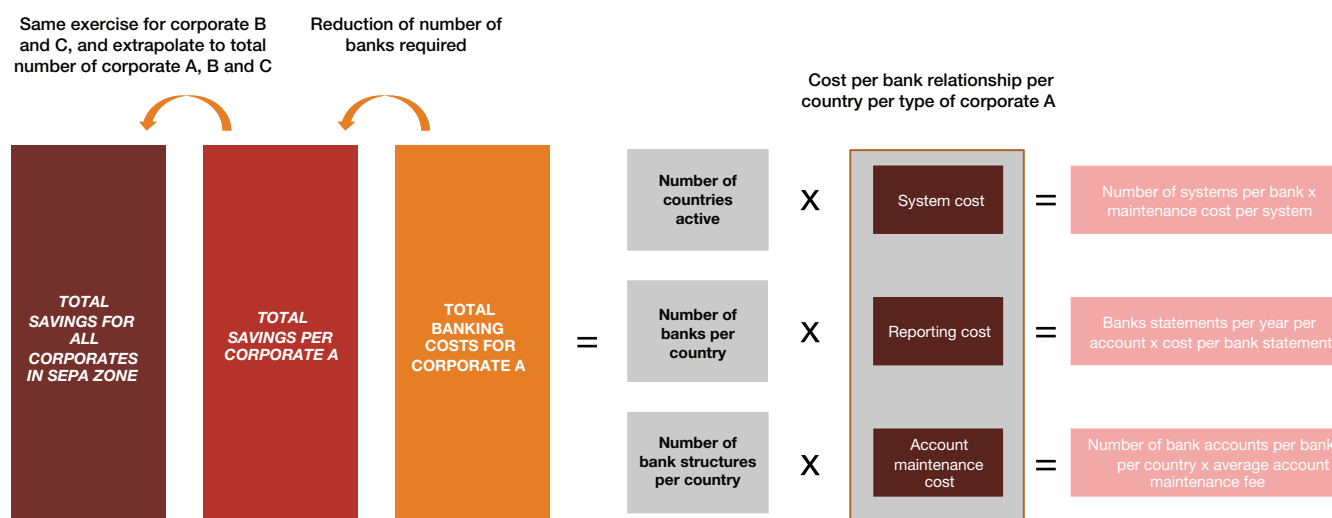 Same exercise for corporate B
and C, and extrapolate to total
number of corporate A, B and C
Reduction of number of
banks required
Cost per bank relationship per
country per type of corporate A
TOTAL
SAVINGS FOR
ALL
CORPORATES
IN SEPA ZONE
TOTAL
SAVINGS PER
CORPORATE A
TOTAL
BANKING
COSTS FOR
CORPORATE A
=
Number of
countries
active
X
System cost
=
Number of systems per bank x
maintenance cost per system
Number of
banks per
country
X
Reporting cost
=
Banks statements per year per
account x cost per bank statement
Number of
bank structures
per country
X
Account
maintenance
cost
=
Number of bank accounts per bank
per country x average account
maintenance fee